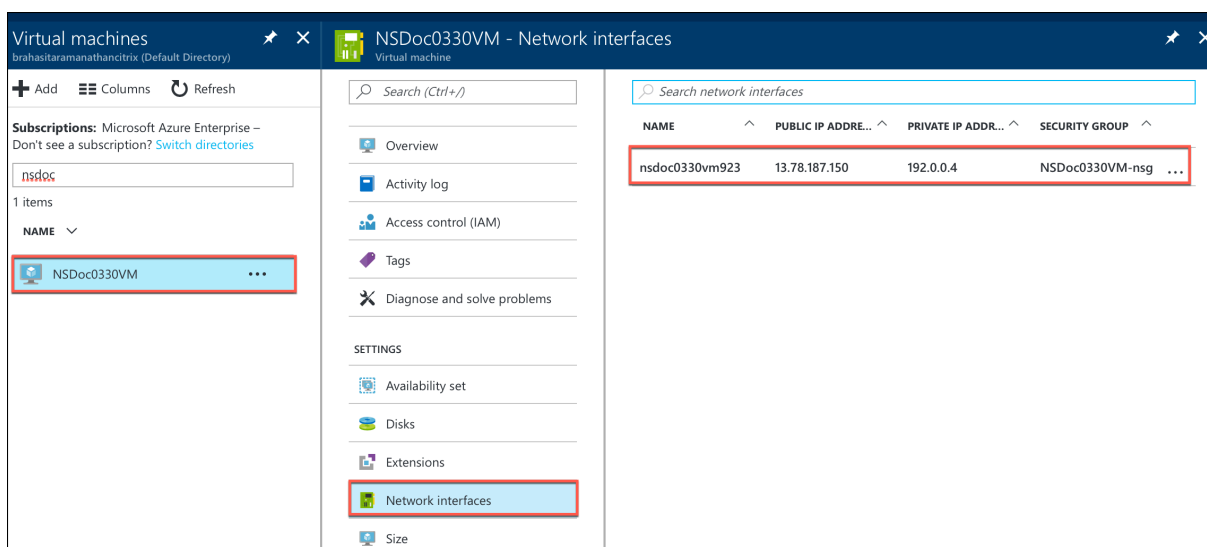 Virtual machines
brahasitaramanathancitrix (Default Directory)
Add Columns Refresh
Subscriptions: Microsoft Azure Enterprise –
Don't see a subscription? Switch directories
nsdoc
1 items
NAME
NSDoc0330VM
NSDoc0330VM - Network interfaces
Virtual machine
Search (Ctrl+/)
Overview
Activity log
Access control (IAM)
Tags
Diagnose and solve problems
SETTINGS
Availability set
Disks
Extensions
Network interfaces
Size
Search network interfaces
NAME PUBLIC IP ADDRE... PRIVATE IP ADDR... SECURITY GROUP
nsdoc0330vm923 13.78.187.150 192.0.0.4 NSDoc0330VM-nsg ...